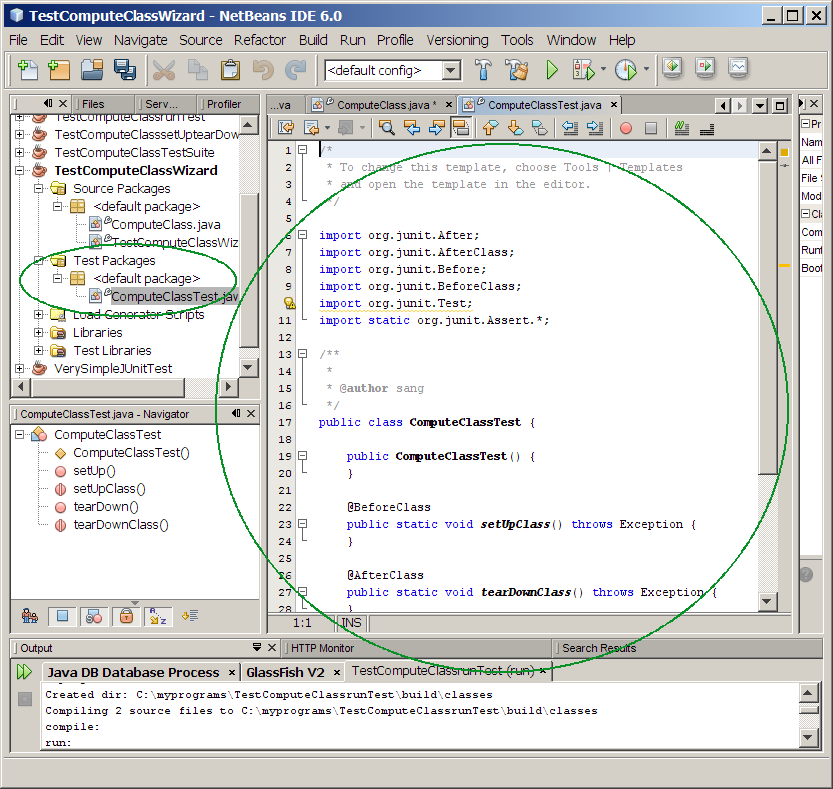 TestComputeClassWizard - NetBeans IDE 6.0
File Edit View Navigate Source Refactor Build Run Profile Versioning Tools Window Help
<default config>
Files Serv... Profiler
...va ComputeClass.java * ComputeClassTest.java
TestComputeClassrunTest
TestComputeClasssetUptearDow
TestComputeClassTestSuite
TestComputeClassWizard
Source Packages
<default package>
ComputeClass.java
TestComputeClassWiz
Test Packages
<default package>
ComputeClassTest.jav
Load Generator Scripts
Libraries
Test Libraries
VerySimpleJUnitTest
ComputeClassTest.java - Navigator
ComputeClassTest
ComputeClassTest()
setUp()
setUpClass()
tearDown()
tearDownClass()
1 /*
2 * To change this template, choose Tools | Templates
3 * and open the template in the editor.
4 */
5
6 import org.junit.After;
7 import org.junit.AfterClass;
8 import org.junit.Before;
9 import org.junit.BeforeClass;
import org.junit.Test;
11 import static org.junit.Assert.*;
12
13 /**
14 *
15 * @author sang
16 */
17 public class ComputeClassTest {
18
19 public ComputeClassTest() {
20 }
21
22 @BeforeClass
23 public static void setUpClass() throws Exception {
24 }
25
26 @AfterClass
27 public static void tearDownClass() throws Exception {
28 }
1:1 INS
Pr
Nam
All F
File S
Mod
Cla
Com
Runt
Boot
Output HTTP Monitor Search Results
Java DB Database Process GlassFish V2 TestComputeClassrunTest (run)
Created dir: C:\myprograms\TestComputeClassrunTest\build\classes
Compiling 2 source files to C:\myprograms\TestComputeClassrunTest\build\classes
compile:
run: